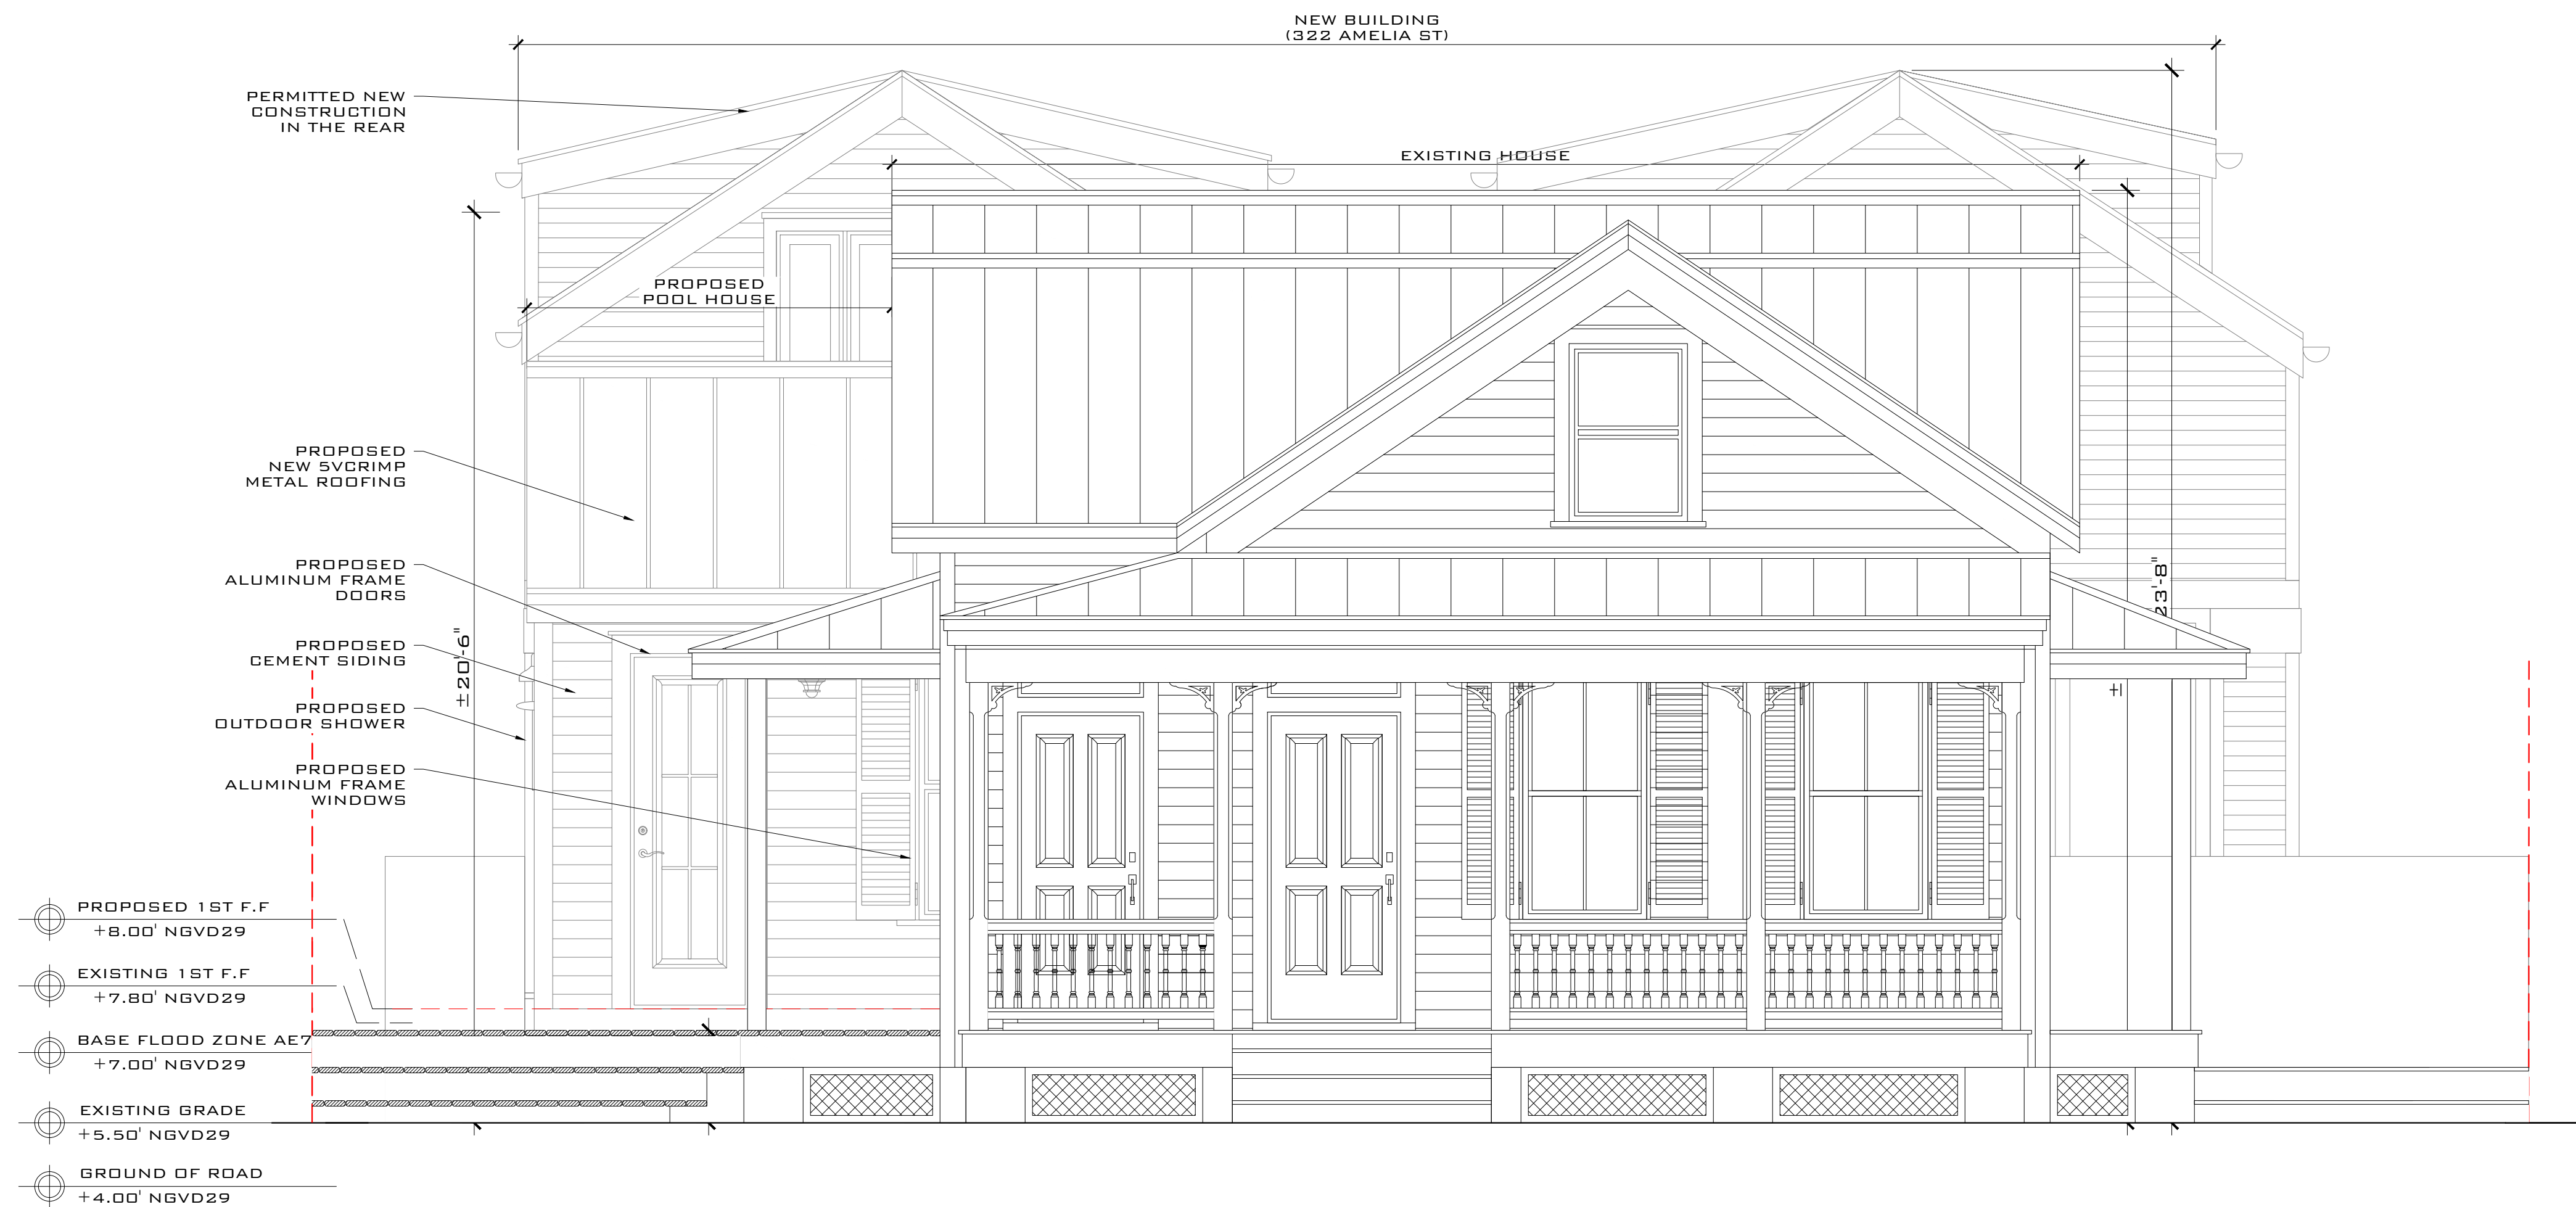 NEW BUILDING
(322 AMELIA ST)
PERMITTED NEW
CONSTRUCTION
IN THE REAR
EXISTING HOUSE
PROPOSED
POOL HOUSE
PROPOSED
NEW 5VCRIMP
METAL ROOFING
PROPOSED
ALUMINUM FRAME
DOORS
PROPOSED
CEMENT SIDING
PROPOSED
OUTDOOR SHOWER
PROPOSED
ALUMINUM FRAME
WINDOWS
±20'-6"
23'-8"
±
PROPOSED 1ST F.F
+8.00' NGVD29
EXISTING 1ST F.F
+7.80' NGVD29
BASE FLOOD ZONE AE7
+7.00' NGVD29
EXISTING GRADE
+5.50' NGVD29
GROUND OF ROAD
+4.00' NGVD29